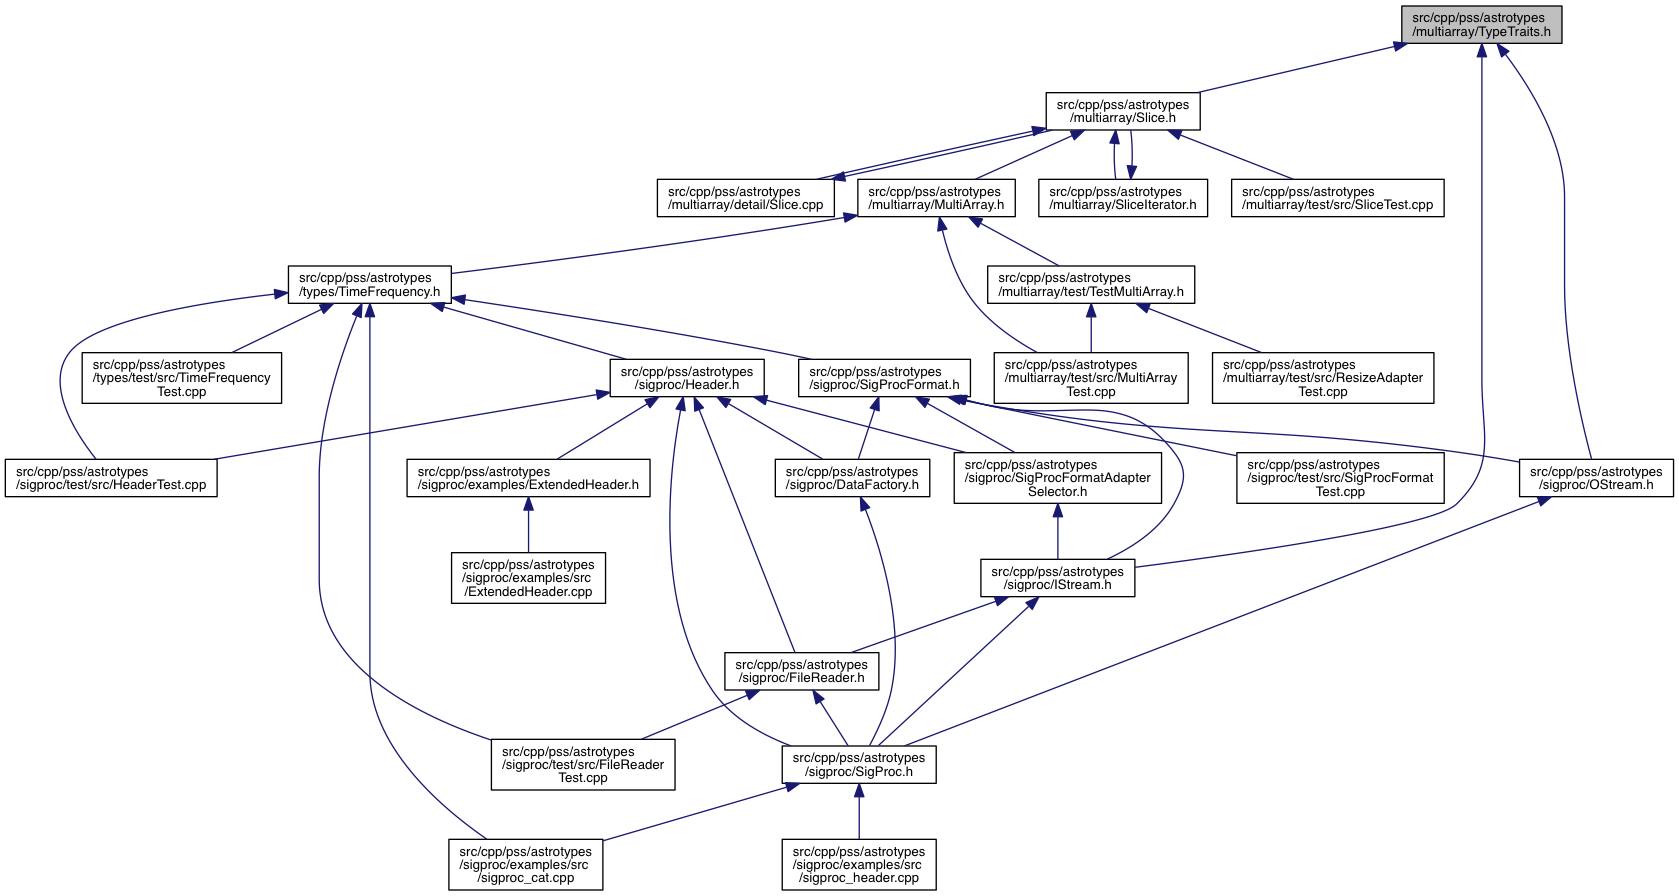 src/cpp/pss/astrotypes
/multiarray/TypeTraits.h
src/cpp/pss/astrotypes
/multiarray/Slice.h
src/cpp/pss/astrotypes
/multiarray/detail/Slice.cpp
src/cpp/pss/astrotypes
/multiarray/MultiArray.h
src/cpp/pss/astrotypes
/multiarray/SliceIterator.h
src/cpp/pss/astrotypes
/multiarray/test/src/SliceTest.cpp
src/cpp/pss/astrotypes
/types/TimeFrequency.h
src/cpp/pss/astrotypes
/multiarray/test/TestMultiArray.h
src/cpp/pss/astrotypes
/types/test/src/TimeFrequency
Test.cpp
src/cpp/pss/astrotypes
/sigproc/Header.h
src/cpp/pss/astrotypes
/sigproc/SigProcFormat.h
src/cpp/pss/astrotypes
/multiarray/test/src/MultiArray
Test.cpp
src/cpp/pss/astrotypes
/multiarray/test/src/ResizeAdapter
Test.cpp
src/cpp/pss/astrotypes
/sigproc/test/src/HeaderTest.cpp
src/cpp/pss/astrotypes
/sigproc/examples/ExtendedHeader.h
src/cpp/pss/astrotypes
/sigproc/DataFactory.h
src/cpp/pss/astrotypes
/sigproc/SigProcFormatAdapter
Selector.h
src/cpp/pss/astrotypes
/sigproc/test/src/SigProcFormat
Test.cpp
src/cpp/pss/astrotypes
/sigproc/OStream.h
src/cpp/pss/astrotypes
/sigproc/examples/src
/ExtendedHeader.cpp
src/cpp/pss/astrotypes
/sigproc/IStream.h
src/cpp/pss/astrotypes
/sigproc/FileReader.h
src/cpp/pss/astrotypes
/sigproc/test/src/FileReader
Test.cpp
src/cpp/pss/astrotypes
/sigproc/SigProc.h
src/cpp/pss/astrotypes
/sigproc/examples/src
/sigproc_cat.cpp
src/cpp/pss/astrotypes
/sigproc/examples/src
/sigproc_header.cpp